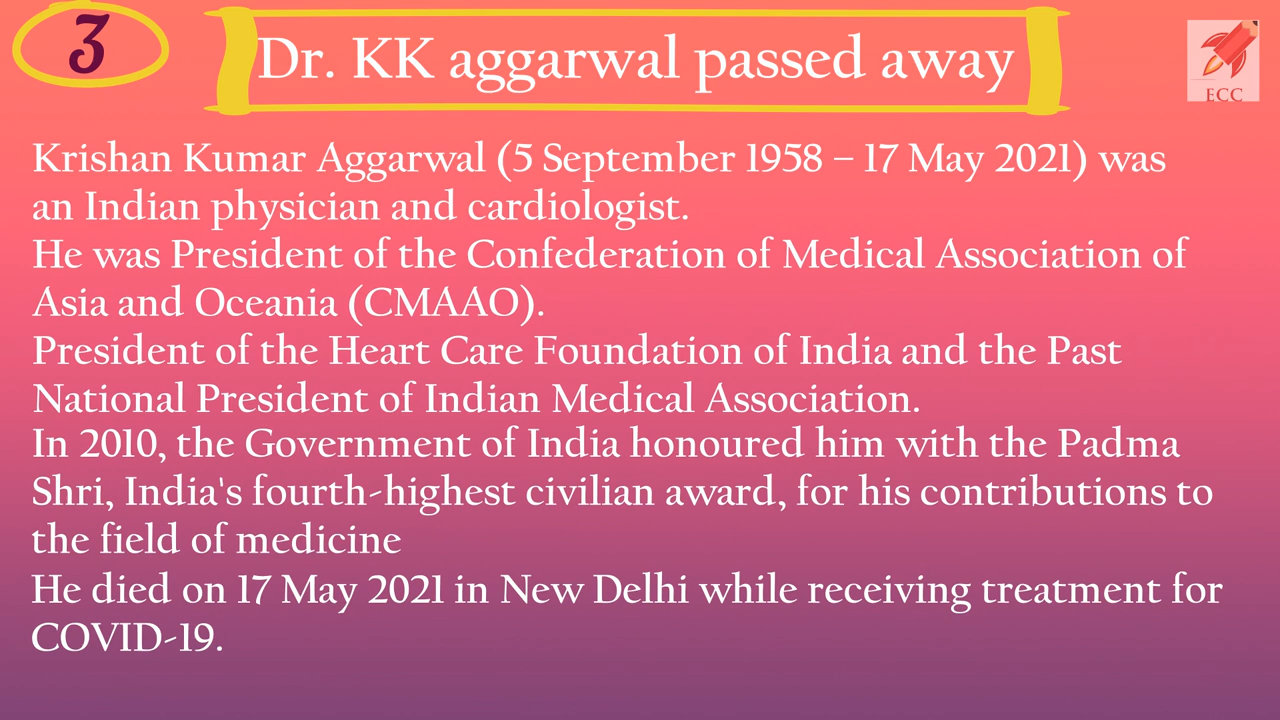 3
Dr. KK aggarwal passed away
ECC
Krishan Kumar Aggarwal (5 September 1958 – 17 May 2021) was
an Indian physician and cardiologist.
He was President of the Confederation of Medical Association of
Asia and Oceania (CMAAO).
President of the Heart Care Foundation of India and the Past
National President of Indian Medical Association.
In 2010, the Government of India honoured him with the Padma
Shri, India's fourth-highest civilian award, for his contributions to
the field of medicine
He died on 17 May 2021 in New Delhi while receiving treatment for
COVID-19.